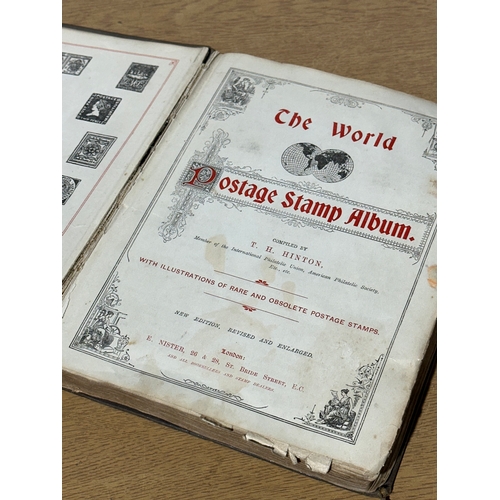 The World
Postage Stamp Album.
COMPILED BY
T. H. HINTON,
Member of the International Philatelic Union, American Philatelic Society,
Etc., etc.
WITH ILLUSTRATIONS OF RARE AND OBSOLETE POSTAGE STAMPS.
NEW EDITION, REVISED AND ENLARGED.
London:
E. NISTER, 26 & 28, ST. BRIDE STREET, E.C.
AND ALL BOOKSELLERS AND STAMP DEALERS.